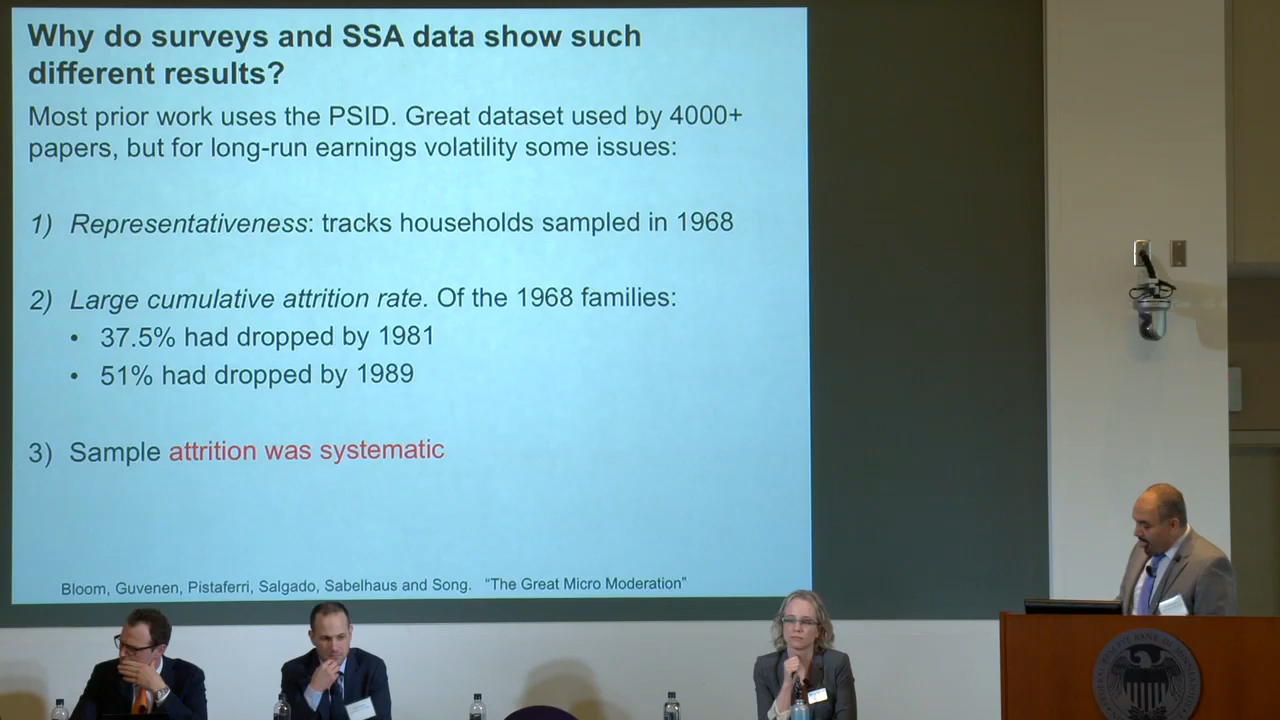 Why do surveys and SSA data show such
different results?
Most prior work uses the PSID. Great dataset used by 4000+
papers, but for long-run earnings volatility some issues:
1) Representativeness: tracks households sampled in 1968
2) Large cumulative attrition rate. Of the 1968 families:
• 37.5% had dropped by 1981
• 51% had dropped by 1989
3) Sample attrition was systematic
Bloom, Guvenen, Pistaferri, Salgado, Sabelhaus and Song. “The Great Micro Moderation”